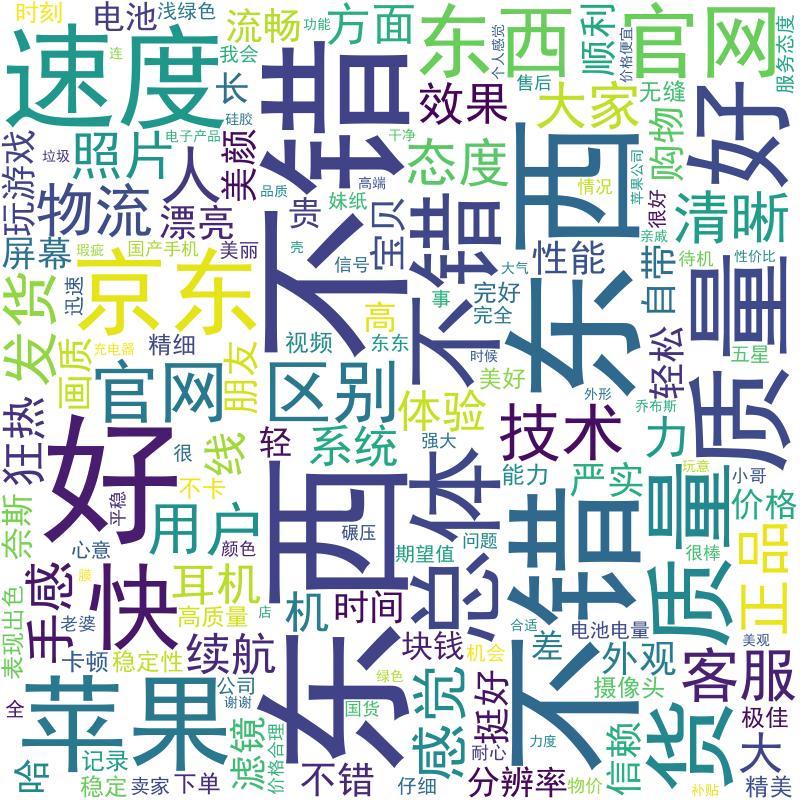 时刻
电池
浅绿色
流畅
功能
方面
东西
个人感觉
官网
顺利
价格便宜
服务态度
速度
连
我会
长
硅胶
不错
效果
售后
大家
无缝
好
玩游戏
垃圾
照片
电子产品
美颜
干净
态度
东西
购物
物流
人
品质
高端
情况
苹果公司
很好
清晰
漂亮
贵
妹纸
宝贝
不错
亲戚
屏幕
瑕疵
国产手机
美丽
壳
信号
大气
性能
自带
待机
性价比
京东
发货
迅速
事
完好
完全
高
质量
充电器
精细
视频
东东
时候
轻松
五星
画质
官网
朋友
区别
美好
外形
乔布斯
狂热
体验
技术
力
好
很
线
轻
系统
强大
总体
能力
严实
玩意
小哥
不卡
平稳
东西
碾压
不错
质量
价格
奈斯
用户
心意
颜色
期望值
问题
很棒
正品
手感
快
膜
耳机
高质量
店
机
时间
合适
电池电量
美观
表现出色
老婆
卡顿
稳定性
续航
块钱
机会
差
外观
客服
全
苹果
公司
谢谢
绿色
国货
感觉
挺好
摄像头
货
极佳
哈
记录
滤镜
价格合理
力度
耐心
信赖
大
稳定
卖家
下单
不错
仔细
分辨率
物价
补贴
精美